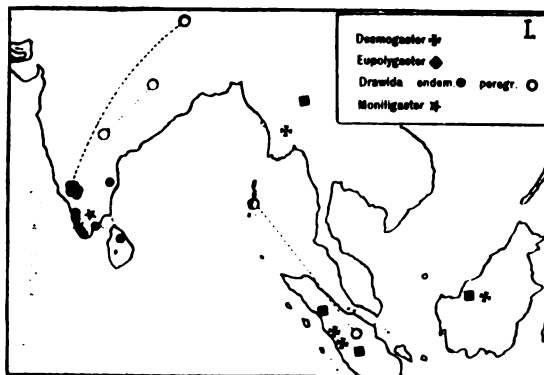 I.
Desmogaster
Eupolygaster
Drawida endem. peregr.
Moniligaster